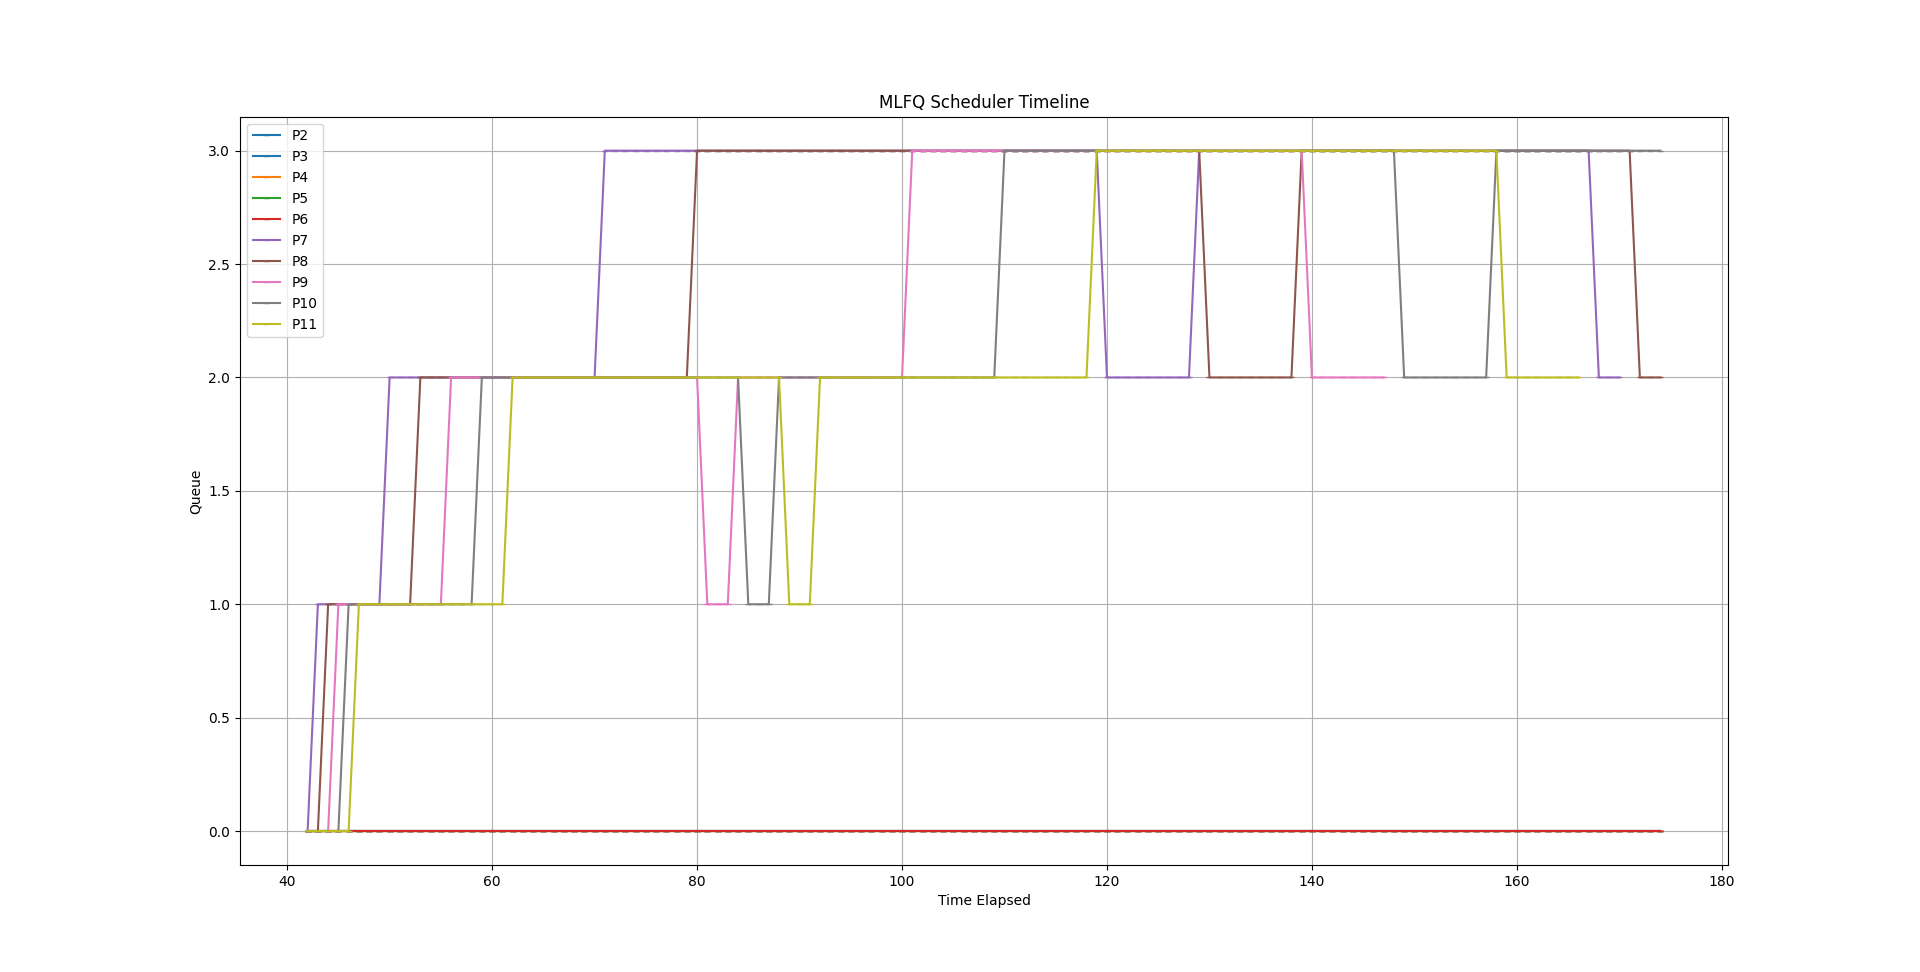 MLFQ Scheduler Timeline
P2
P3
P4
P5
P6
P7
P8
P9
P10
P11
3.0
2.5
2.0
1.5
1.0
0.5
0.0
Queue
40 60 80 100 120 140 160 180
Time Elapsed